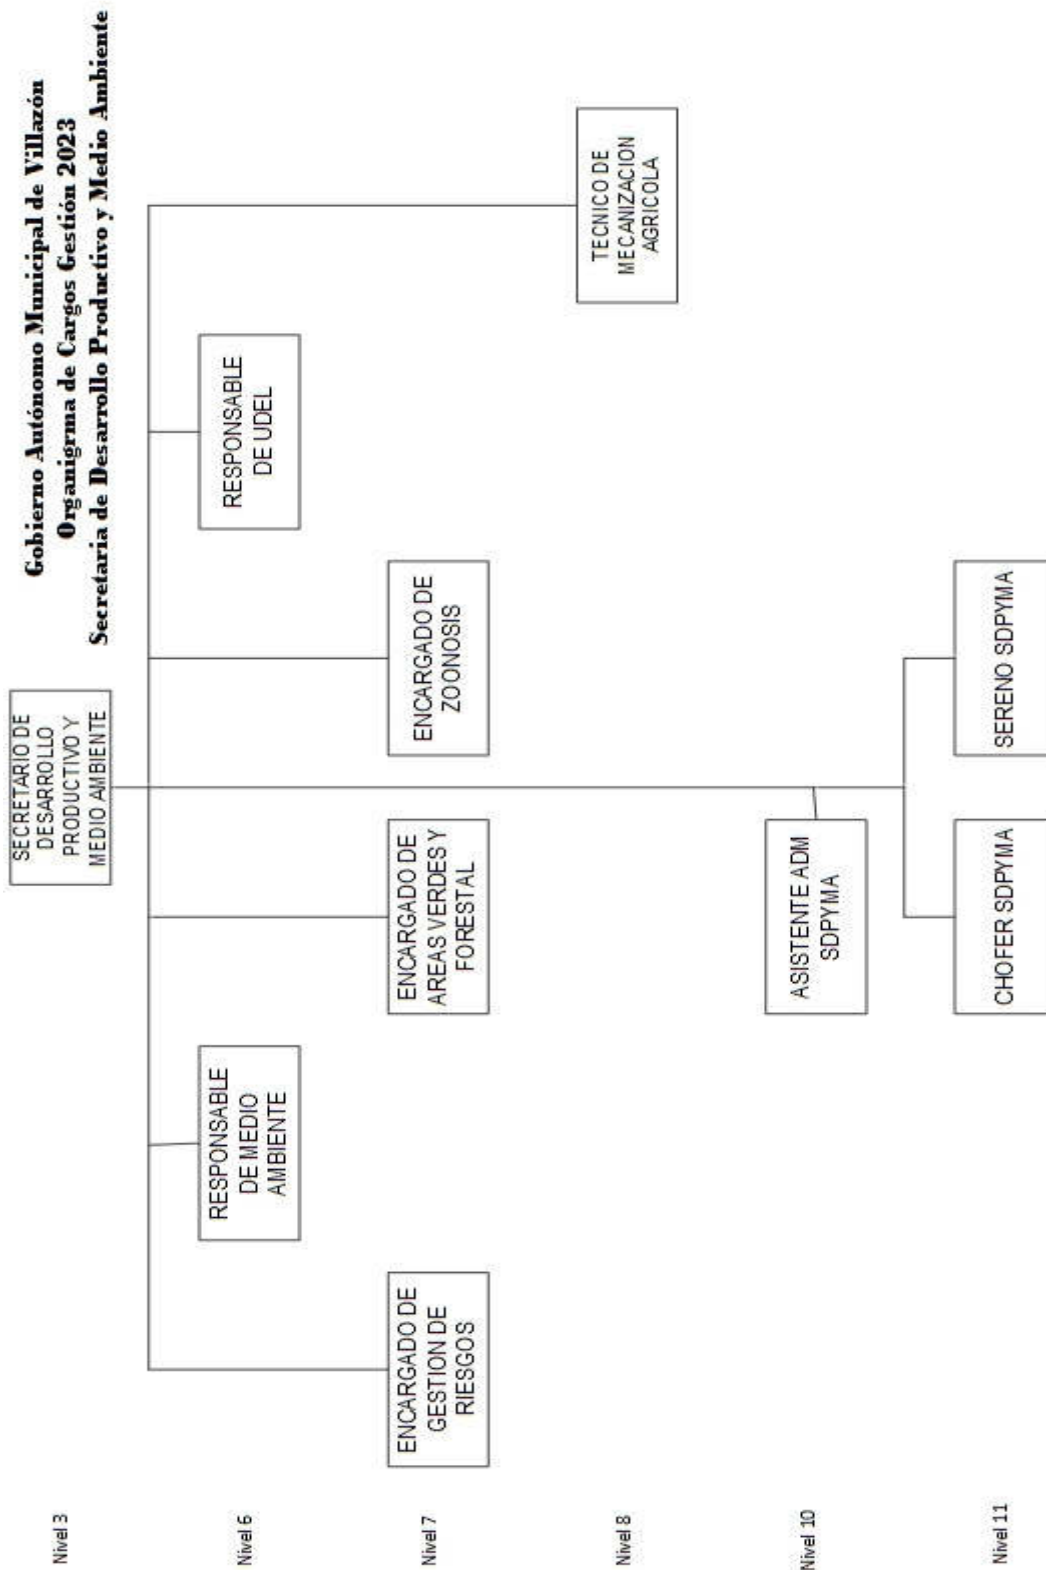 Gobierno Autónomo Municipal de Villazón
Organigrma de Cargos Gestión 2023
Secretaria de Desarrollo Productivo y Medio Ambiente
Nivel 3
SECRETARIO DE
DESARROLLO
PRODUCTIVO Y
MEDIO AMBIENTE
Nivel 6
RESPONSABLE
DE MEDIO
AMBIENTE
RESPONSABLE
DE UDEL
Nivel 7
ENCARGADO DE
GESTION DE
RIESGOS
ENCARGADO DE
AREAS VERDES Y
FORESTAL
ENCARGADO DE
ZOONOSIS
Nivel 8
TECNICO DE
MECANIZACION
AGRICOLA
Nivel 10
ASISTENTE ADM
SDPYMA
Nivel 11
CHOFER SDPYMA
SERENO SDPYMA